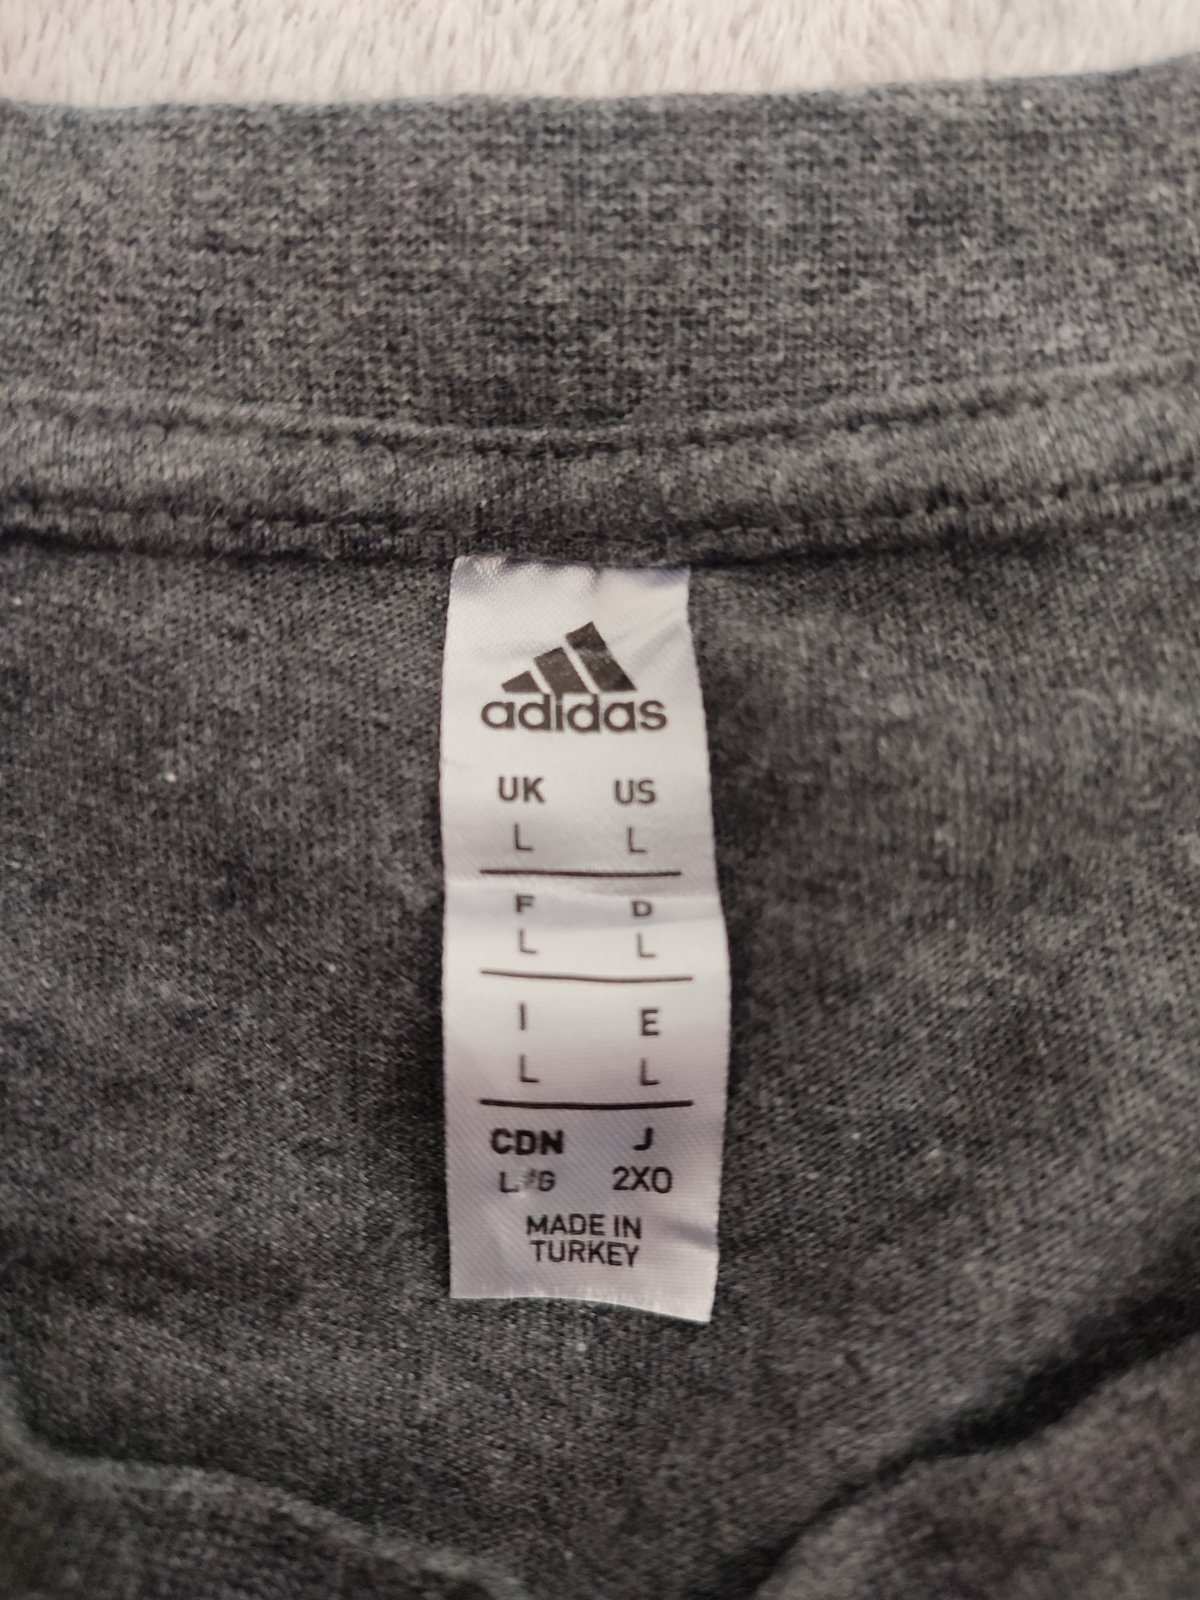 adidas
UK US
L L
F D
L L
I E
L L
CDN J
L/G 2XO
MADE IN
TURKEY